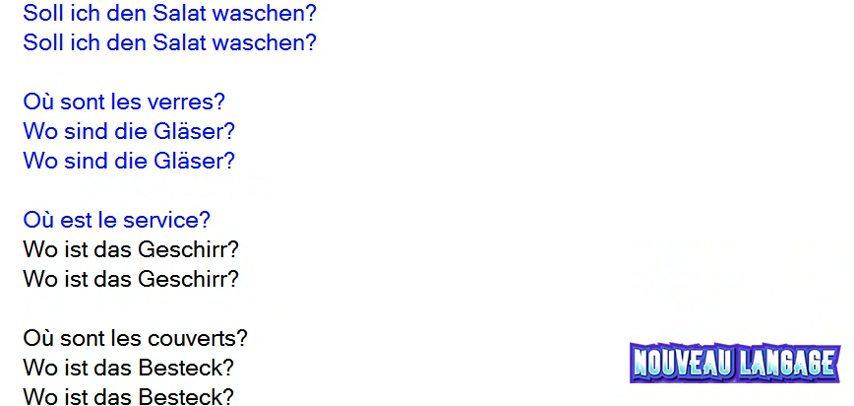 Soll ich den Salat waschen?
Soll ich den Salat waschen?
Où sont les verres?
Wo sind die Gläser?
Wo sind die Gläser?
Où est le service?
Wo ist das Geschirr?
Wo ist das Geschirr?
Où sont les couverts?
Wo ist das Besteck?
Wo ist das Besteck?
NOUVEAU LANGAGE